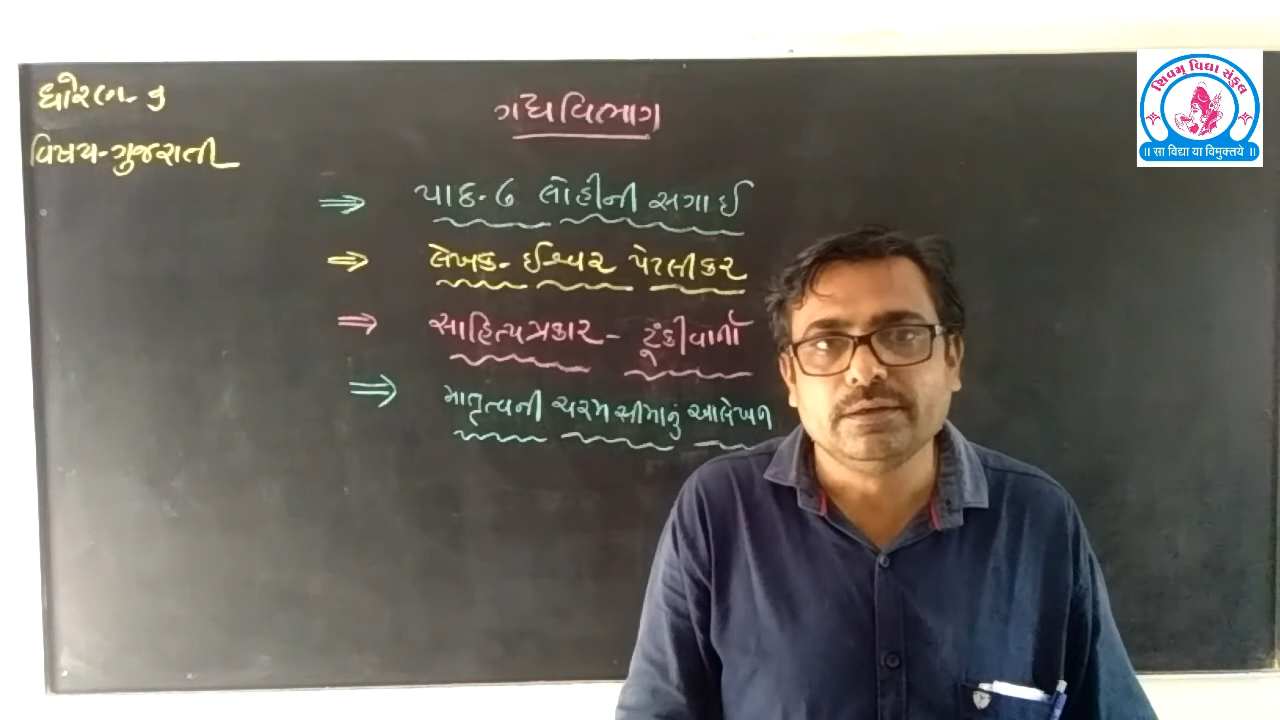 ધોરણ- ૯
વિષય-ગુજરાતી
ગદ્યવિભાગ
⇒ પાઠ-૭ લોહીની સગાઈ
⇒ લેખક- ઈશ્વર પેટલીકર
⇒ સાહિત્યપ્રકાર- ટૂંકીવાર્તા
⇒ માતૃત્વની ચરમસીમાનું આલેખન
શિવમ્ વિદ્યા સંકુલ
॥ सा विद्या या विमुक्तये ॥